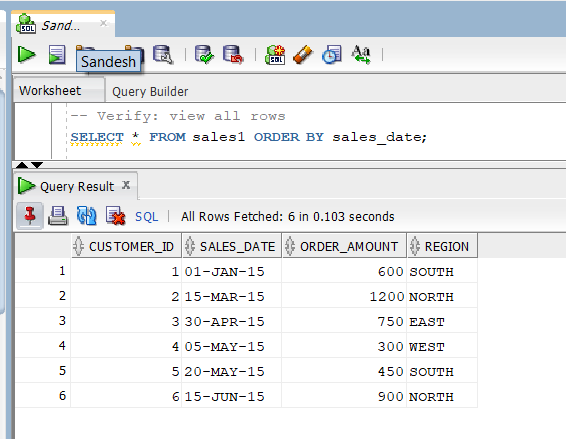 Sand...
SQL
Sandesh
Worksheet Query Builder
-- Verify: view all rows
SELECT * FROM sales1 ORDER BY sales_date;
Query Result
SQL All Rows Fetched: 6 in 0.103 seconds
CUSTOMER_ID SALES_DATE ORDER_AMOUNT REGION
1 1 01-JAN-15 600 SOUTH
2 2 15-MAR-15 1200 NORTH
3 3 30-APR-15 750 EAST
4 4 05-MAY-15 300 WEST
5 5 20-MAY-15 450 SOUTH
6 6 15-JUN-15 900 NORTH